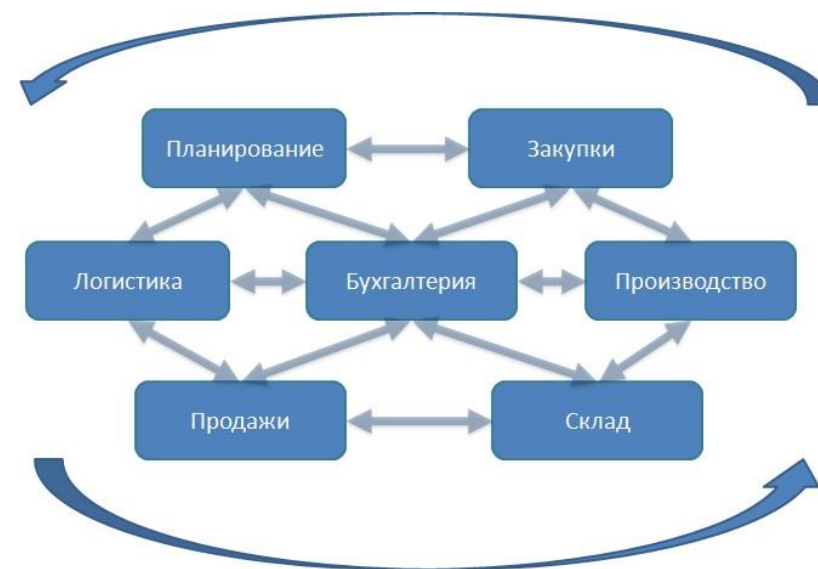 Планирование
Закупки
Логистика
Бухгалтерия
Производство
Продажи
Склад